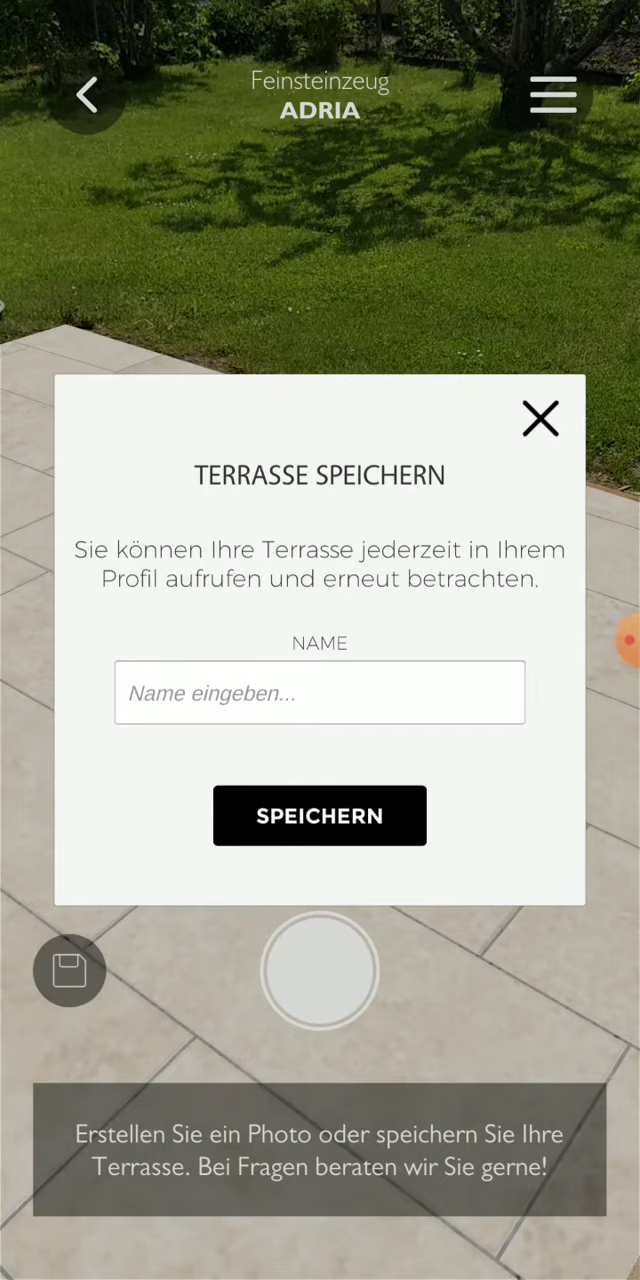 Feinsteinzeug
ADRIA
TERRASSE SPEICHERN
Sie können Ihre Terrasse jederzeit in Ihrem
Profil aufrufen und erneut betrachten.
NAME
Name eingeben...
SPEICHERN
Erstellen Sie ein Photo oder speichern Sie Ihre
Terrasse. Bei Fragen beraten wir Sie gerne!